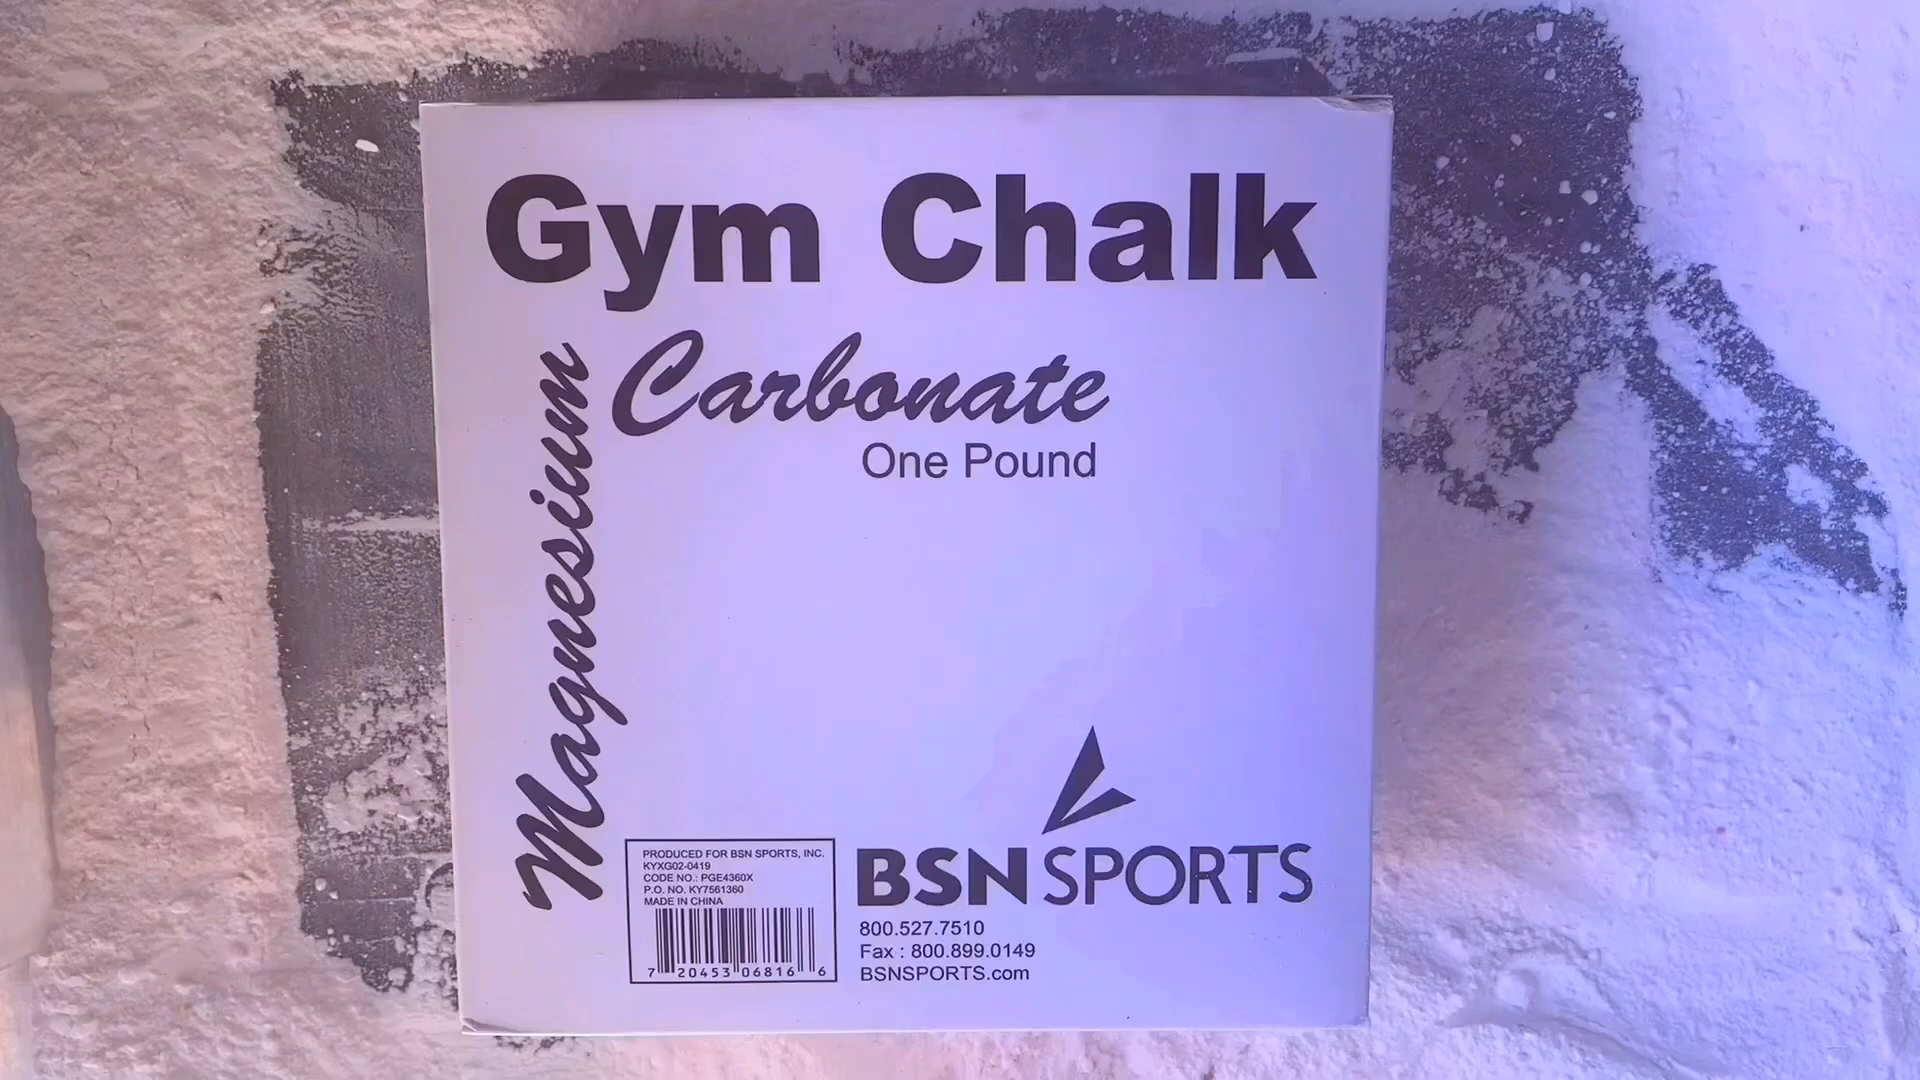 Gym Chalk
Magnesium
Carbonate
One Pound
PRODUCED FOR BSN SPORTS, INC.
KYXG02-0419
CODE NO.: PGE4360X
P.O. NO. KY7561360
MADE IN CHINA
7 20453 06816 6
BSN SPORTS
800.527.7510
Fax : 800.899.0149
BSNSPORTS.com